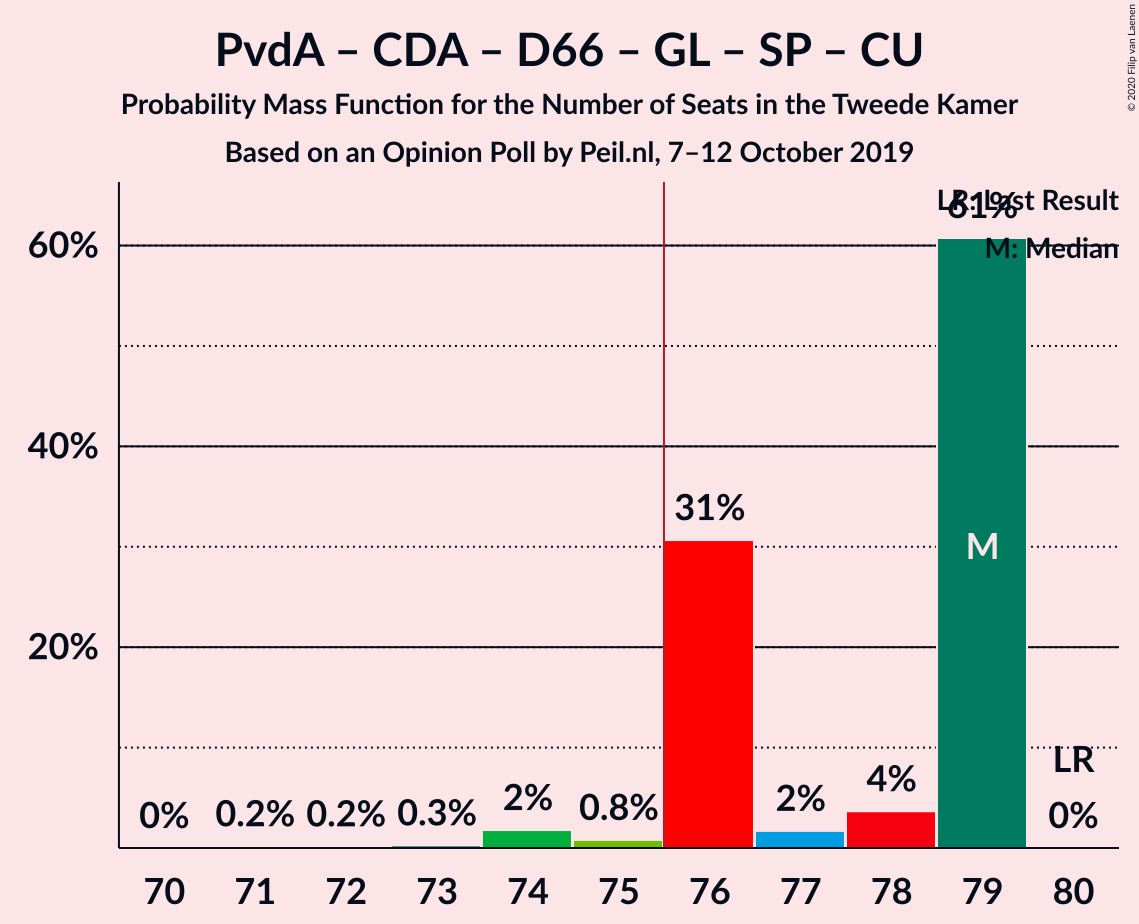 PvdA – CDA – D66 – GL – SP – CU
Probability Mass Function for the Number of Seats in the Tweede Kamer
Based on an Opinion Poll by Peil.nl, 7–12 October 2019
© 2020 Filip van Laenen
LR: Last Result
M: Median
61%
60%
40%
20%
31%
M
LR
0%
0.2%
0.2%
0.3%
2%
0.8%
2%
4%
0%
70 71 72 73 74 75 76 77 78 79 80